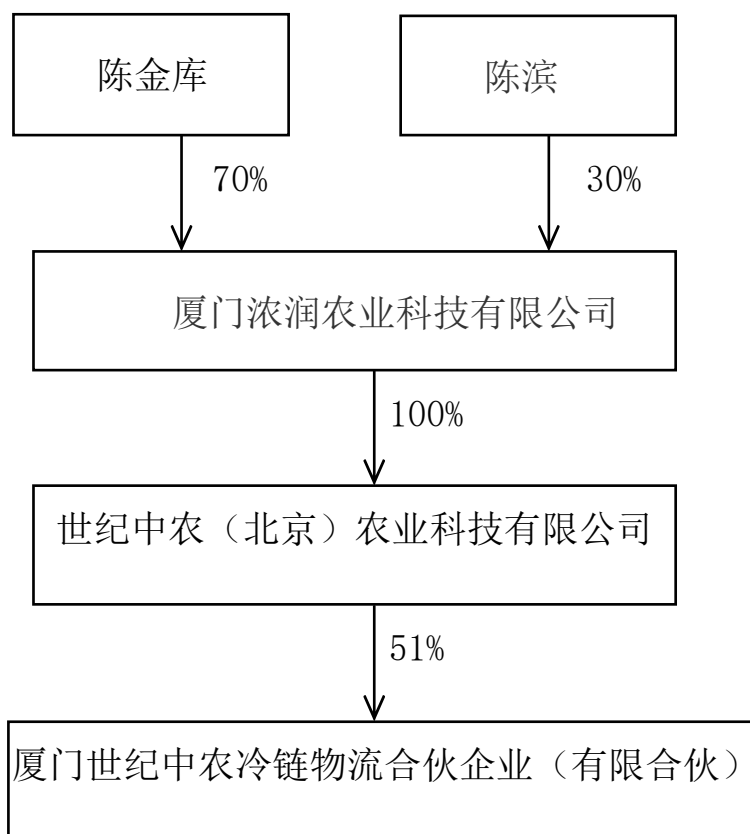 陈金库
陈滨
70%
30%
厦门浓润农业科技有限公司
100%
世纪中农（北京）农业科技有限公司
51%
厦门世纪中农冷链物流合伙企业（有限合伙）